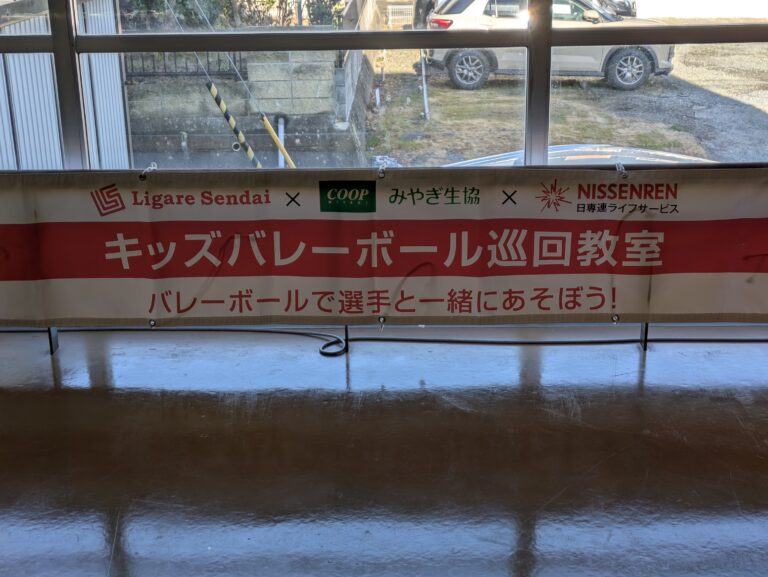 Ligare Sendai × COOP みやぎ生協 × NISSENREN
日専連ライフサービス
キッズバレーボール巡回教室
バレーボールで選手と一緒にあそぼう!